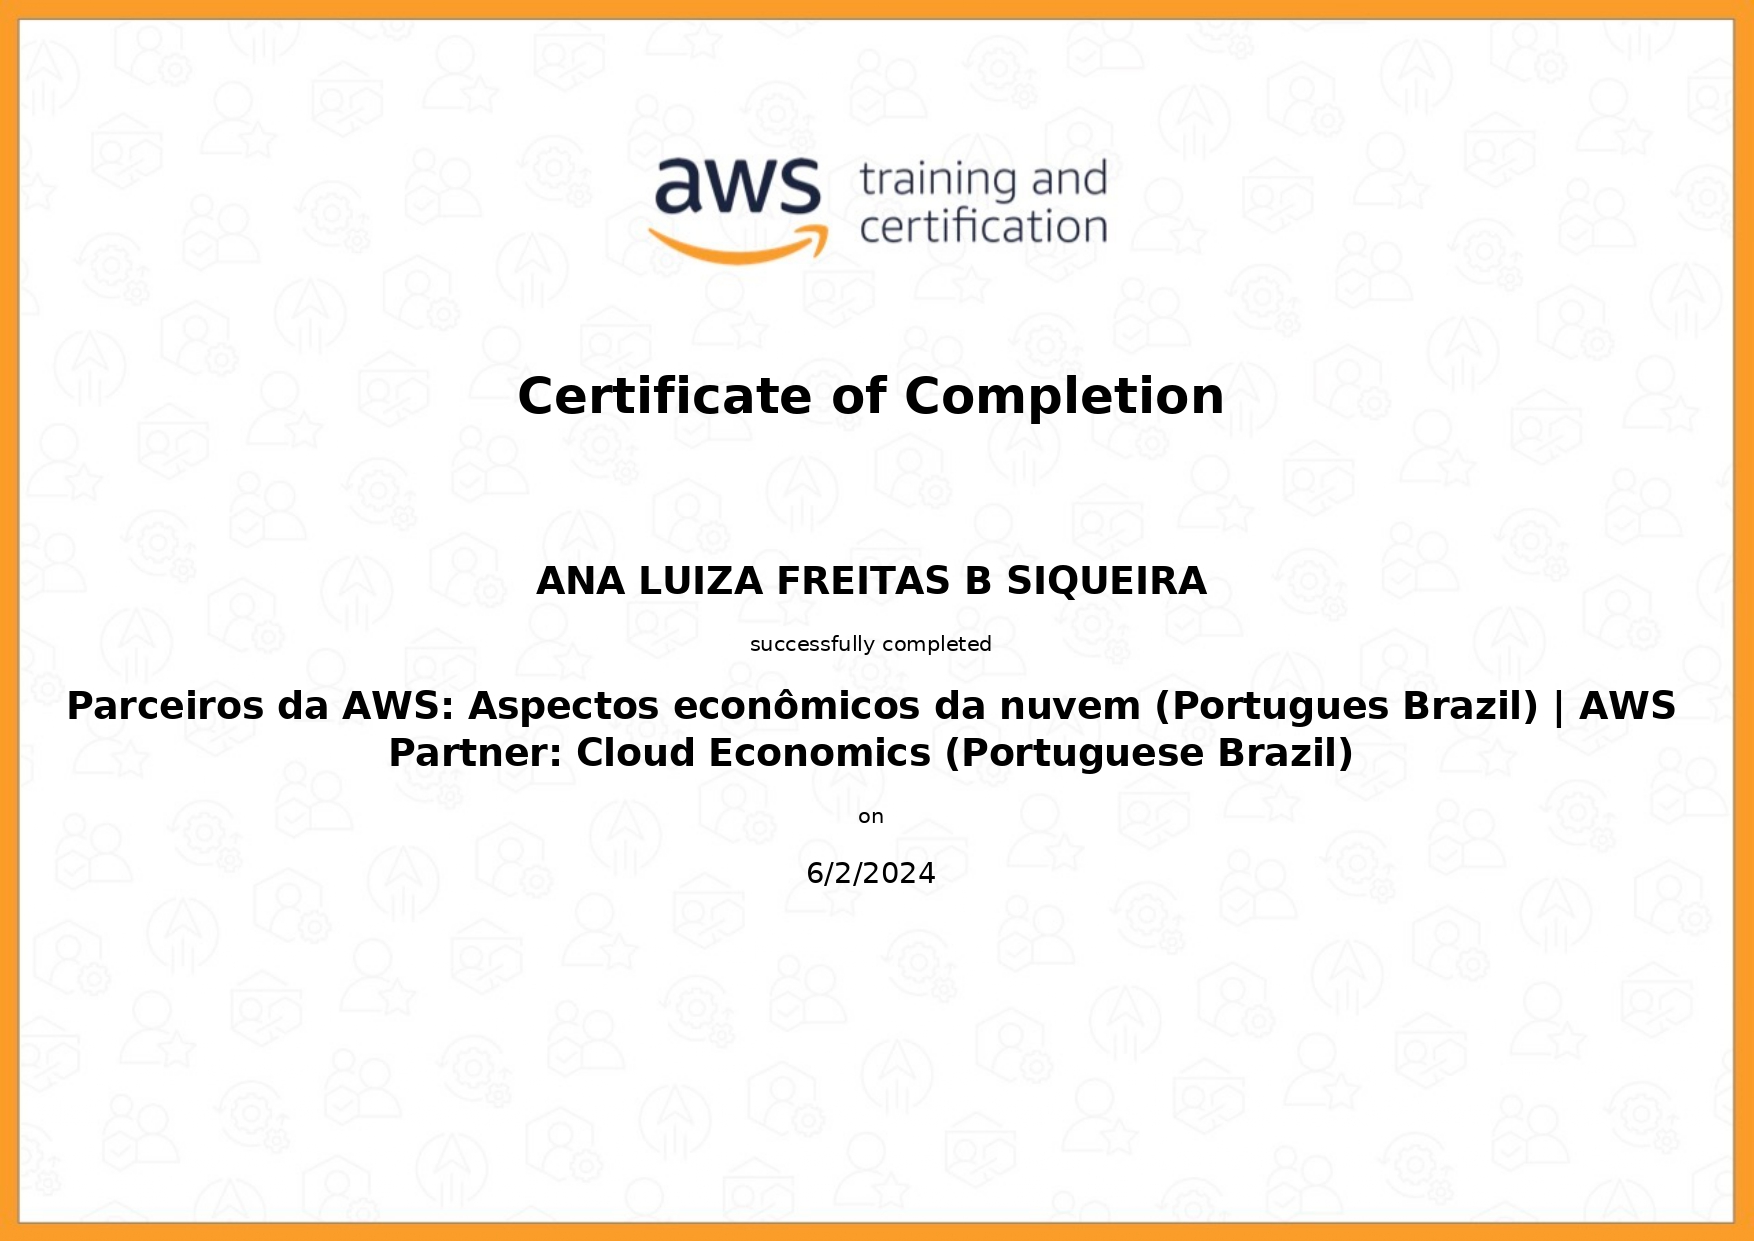 aws training and
certification
Certificate of Completion
ANA LUIZA FREITAS B SIQUEIRA
successfully completed
Parceiros da AWS: Aspectos econômicos da nuvem (Portugues Brazil) | AWS
Partner: Cloud Economics (Portuguese Brazil)
on
6/2/2024